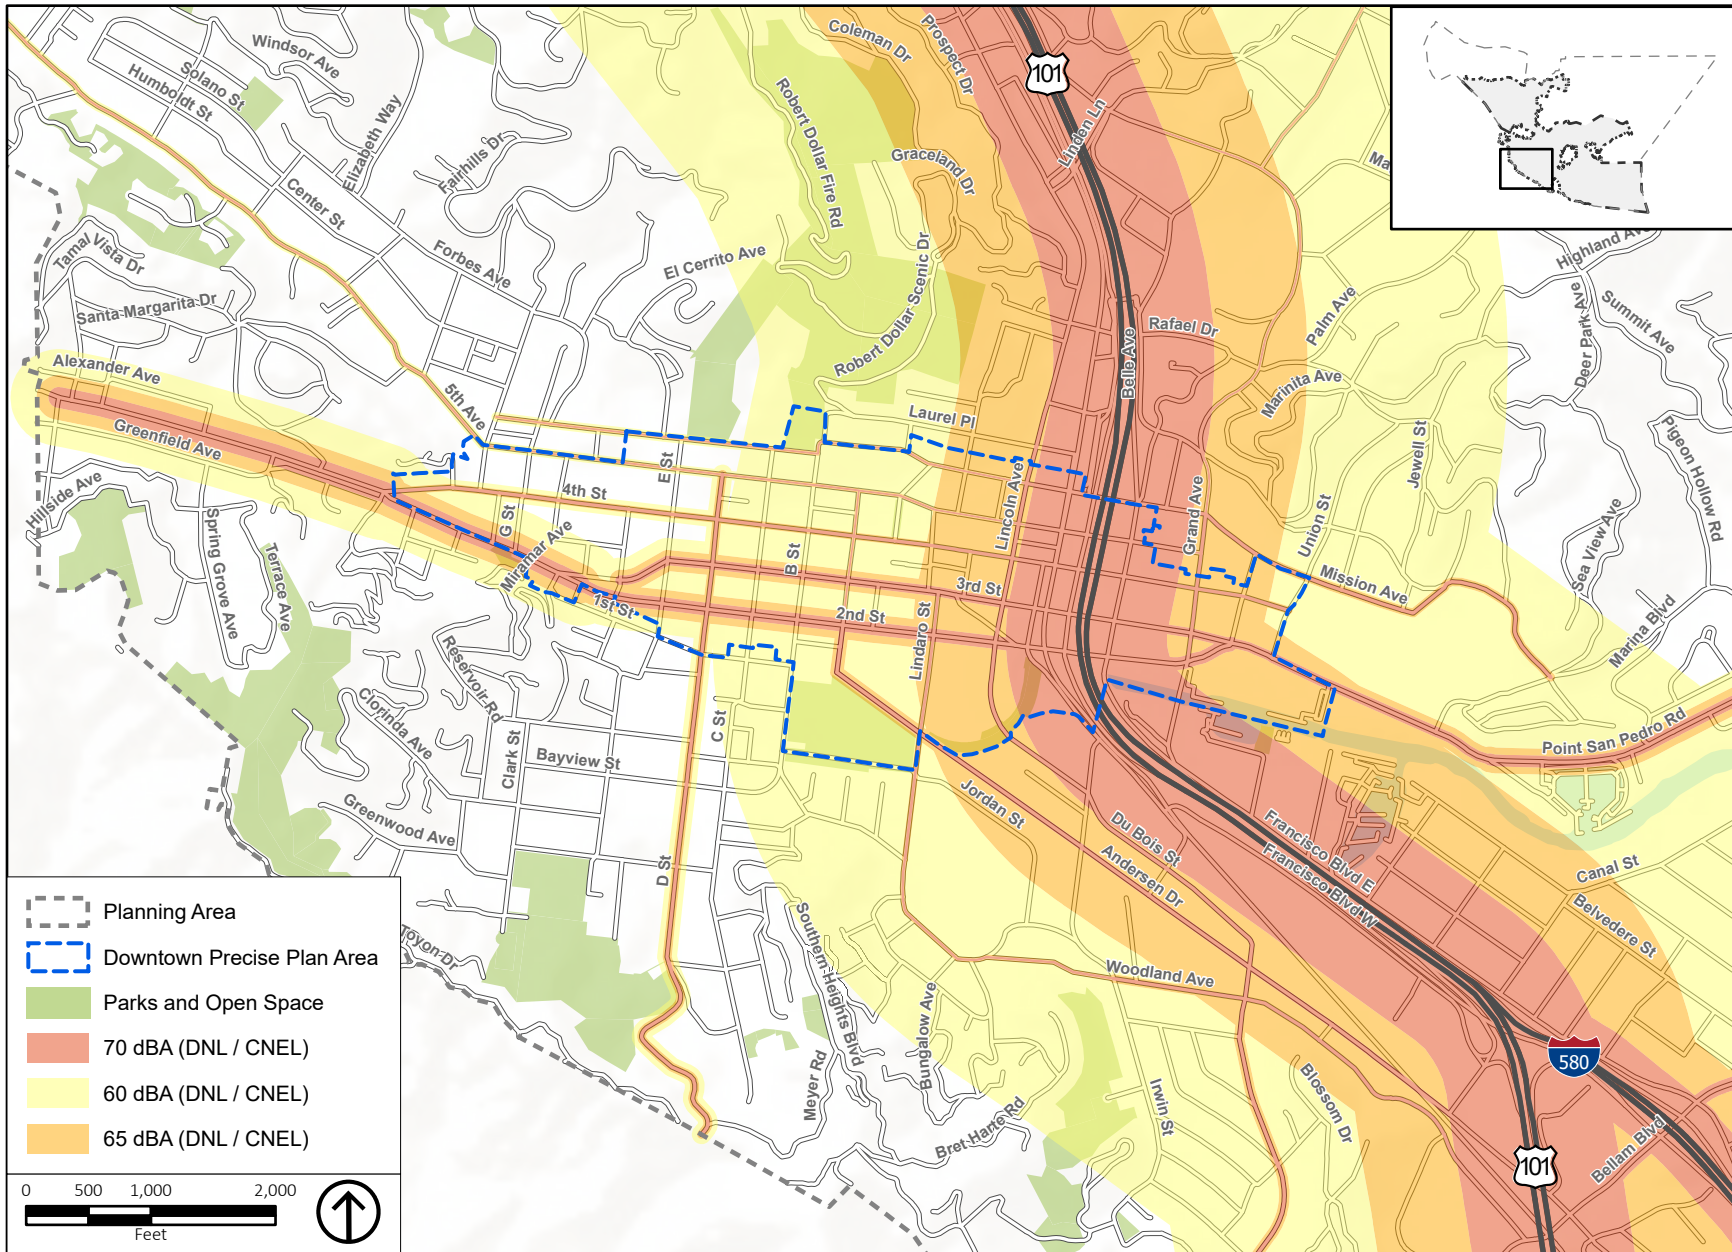 Windsor Ave
Solano St
Humboldt St
Elizabeth Way
Fairhills Dr
Center St
Forbes Ave
El Cerrito Ave
Tamal Vista Dr
Santa Margarita Dr
Alexander Ave
Greenfield Ave
Hillside Ave
Spring Grove Ave
Terrace Ave
5th Ave
4th St
E St
G St
Miramar Ave
1st St
B St
2nd St
3rd St
Lindaro St
Lincoln Ave
Laurel Pl
Robert Dollar Scenic Dr
Robert Dollar Fire Rd
Coleman Dr
Prospect Dr
Graceland Dr
101
Linden Ln
Belle Ave
Rafael Dr
Palm Ave
Marinita Ave
Grand Ave
Union St
Jewell St
Mission Ave
Highland Ave
Deer Park Ave
Summit Ave
Pigeon Hollow Rd
Sea View Ave
Marina Blvd
Point San Pedro Rd
Canal St
Belvedere St
Francisco Blvd E
Francisco Blvd W
Du Bois St
Andersen Dr
Jordan St
Woodland Ave
Reservoir Rd
Clorinda Ave
Clark St
Bayview St
Greenwood Ave
C St
D St
Toyon Dr
Southern Heights Blvd
Meyer Rd
Bungalow Ave
Bret Harte Rd
Irwin St
Blossom Dr
Bellam Blvd
580
101
Planning Area
Downtown Precise Plan Area
Parks and Open Space
70 dBA (DNL / CNEL)
60 dBA (DNL / CNEL)
65 dBA (DNL / CNEL)
0 500 1,000 2,000
Feet